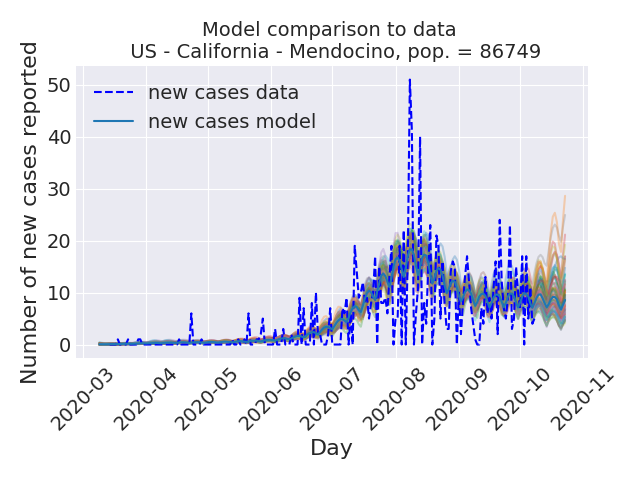 Model comparison to data
US - California - Mendocino, pop. = 86749
Number of new cases reported
50
40
30
20
10
0
new cases data
new cases model
2020-03
2020-04
2020-05
2020-06
2020-07
2020-08
2020-09
2020-10
2020-11
Day